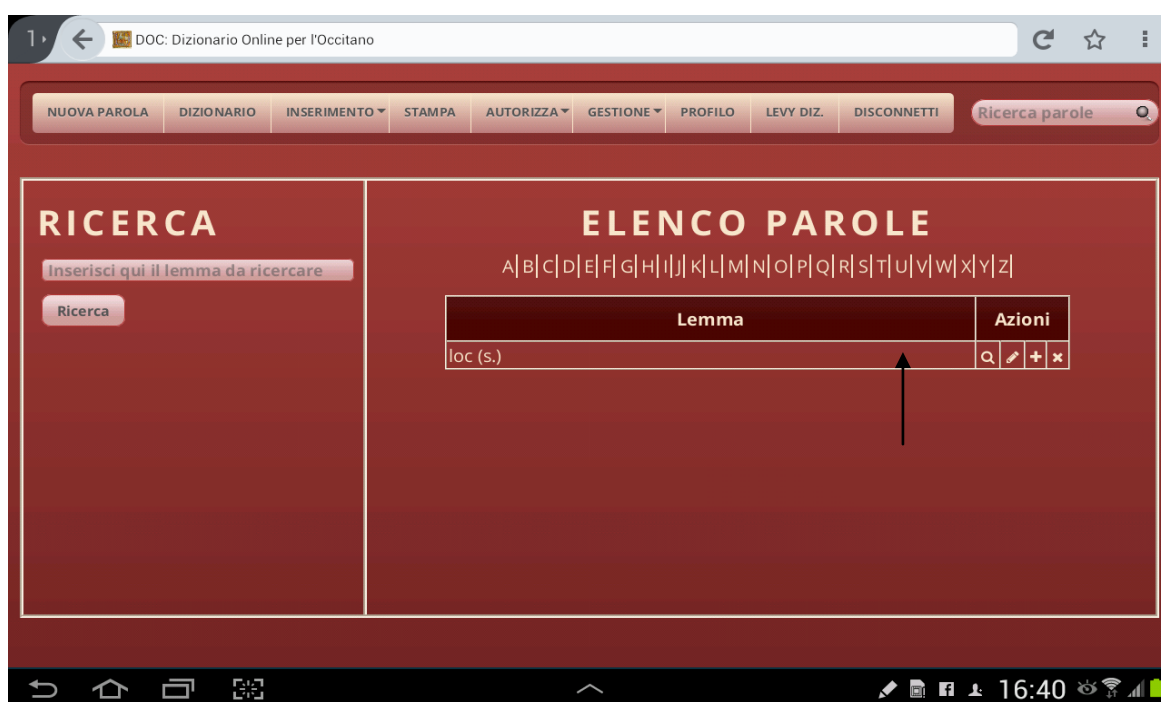 1 DOC: Dizionario Online per l'Occitano
NUOVA PAROLA DIZIONARIO INSERIMENTO STAMPA AUTORIZZA GESTIONE PROFILO LEVY DIZ. DISCONNETTI Ricerca parole
RICERCA
Inserisci qui il lemma da ricercare
Ricerca
ELENCO PAROLE
A|B|C|D|E|F|G|H|I|J|K|L|M|N|O|P|Q|R|S|T|U|V|W|X|Y|Z|
Lemma Azioni
loc (s.)
16:40